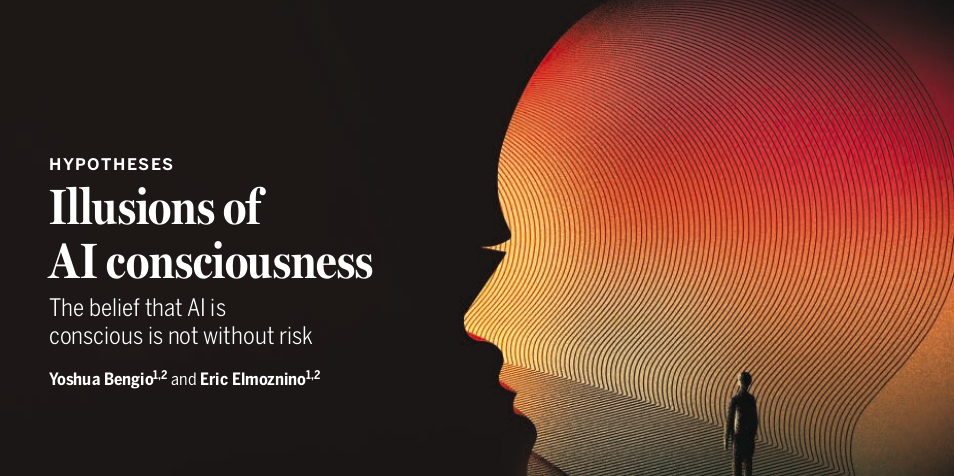 HYPOTHESES
Illusions of
AI consciousness
The belief that AI is
conscious is not without risk
Yoshua Bengio1,2 and Eric Elmoznino1,2